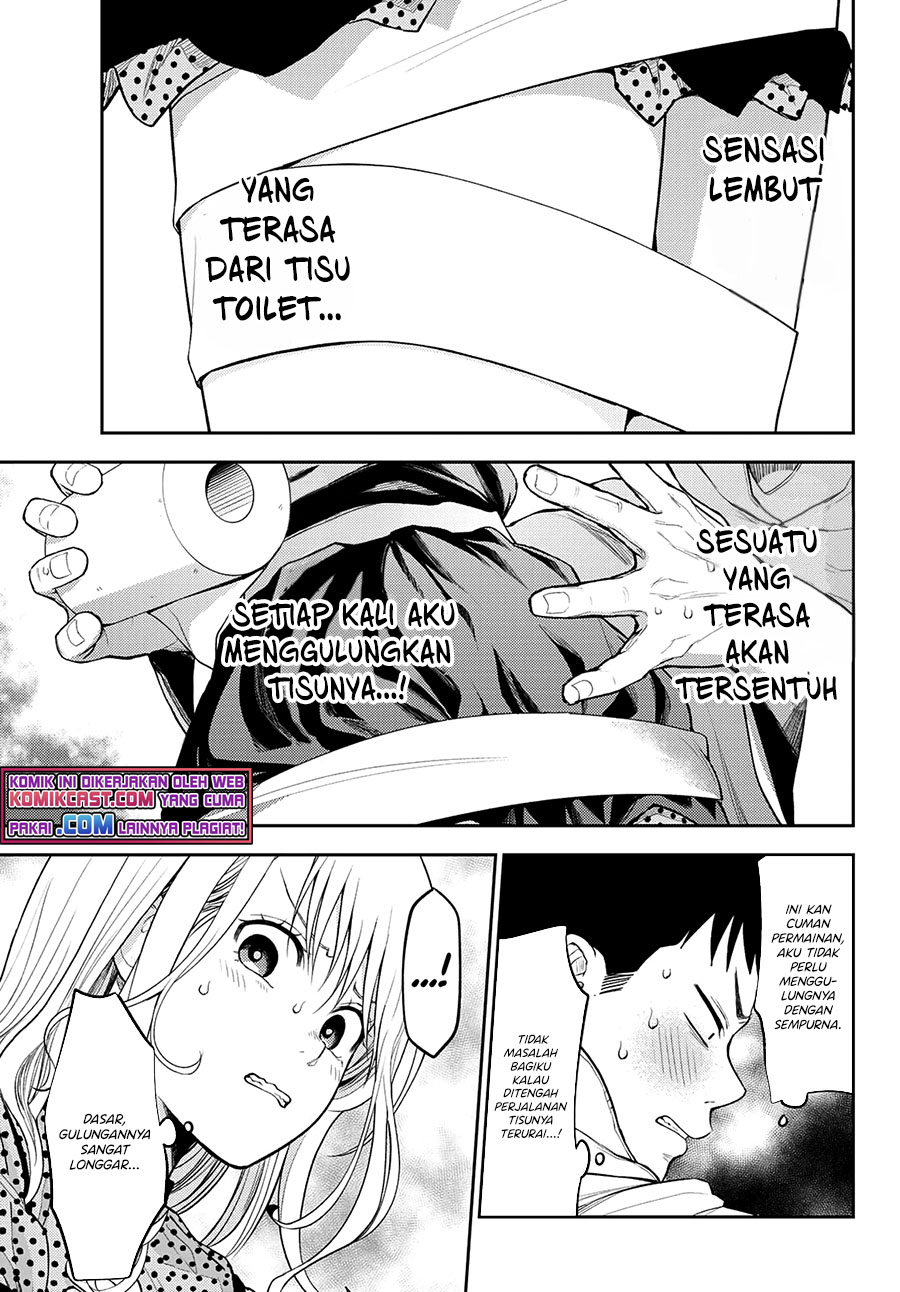 SENSASI
LEMBUT
YANG
TERASA
DARI TISU
TOILET...
SESUATU
YANG
TERASA
AKAN
TERSENTUH
SETIAP KALI AKU
MENGGULUNGKAN
TISUNYA...!
KOMIK INI DIKERJAKAN OLEH WEB
KOMIKCAST.COM YANG CUMA
PAKAI .COM LAINNYA PLAGIAT!
INI KAN
CUMAN
PERMAINAN,
AKU TIDAK
PERLU
MENGGU-
LUNGNYA
DENGAN
SEMPURNA.
TIDAK
MASALAH
BAGIKU
KALAU
DITENGAH
PERJALANAN
TISUNYA
TERURAI...!
....!
DASAR,
GULUNGANNYA
SANGAT
LONGGAR...